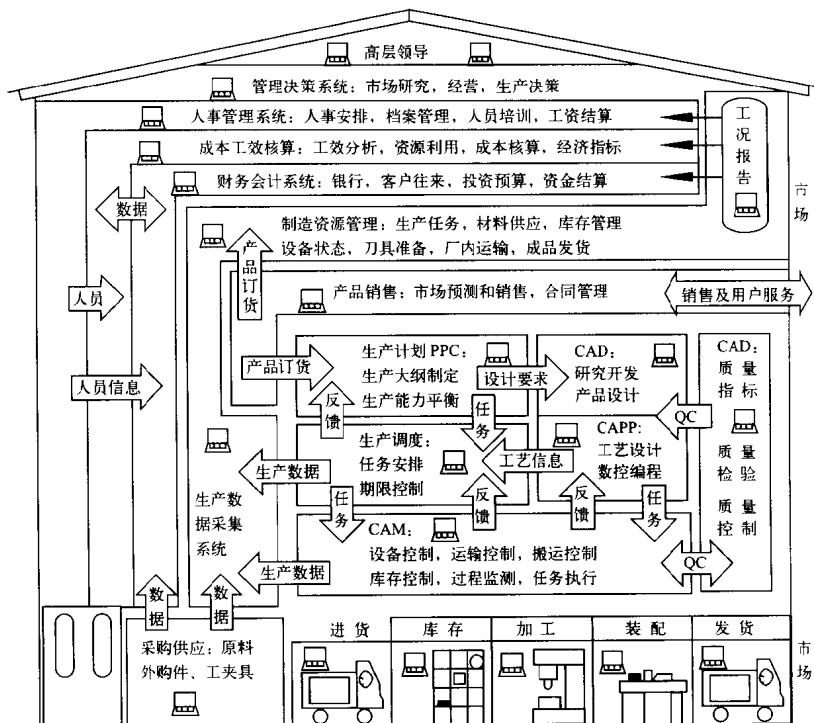 高层领导
管理决策系统：市场研究，经营，生产决策
人事管理系统：人事安排，档案管理，人员培训，工资结算
成本工效核算：工效分析，资源利用，成本核算，经济指标
财务会计系统：银行，客户往来，投资预算，资金结算
工况报告
市场
数据
制造资源管理：生产任务，材料供应，库存管理
设备状态，刀具准备，厂内运输，成品发货
产品订货
人员
产品销售：市场预测和销售，合同管理
销售及用户服务
人员信息
产品订货
生产计划 PPC：
生产大纲制定
生产能力平衡
设计要求
CAD：
研究开发
产品设计
CAD：
质量
指标
反馈
任务
QC
生产调度：
任务安排
期限控制
工艺信息
CAPP：
工艺设计
数控编程
质量
检验
质量
控制
生产数据
生产数
据采集
系统
任务
反馈
反馈
任务
CAM：
设备控制，运输控制，搬运控制
库存控制，过程监测，任务执行
生产数据
QC
数据
数据
采购供应：原料
外购件、工夹具
进货
库存
加工
装配
发货
市场